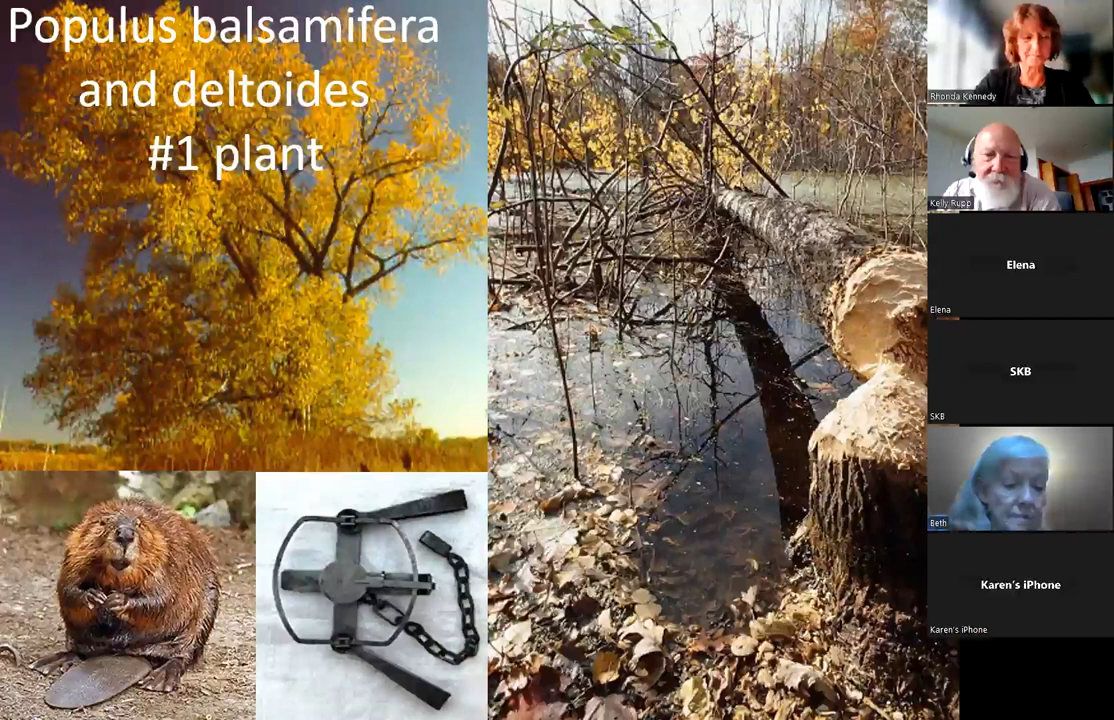 Populus balsamifera
and deltoides
#1 plant
Rhonda Kennedy
Kelly Rupp
Elena
Elena
SKB
SKB
Beth
Karen's iPhone
Karen's iPhone